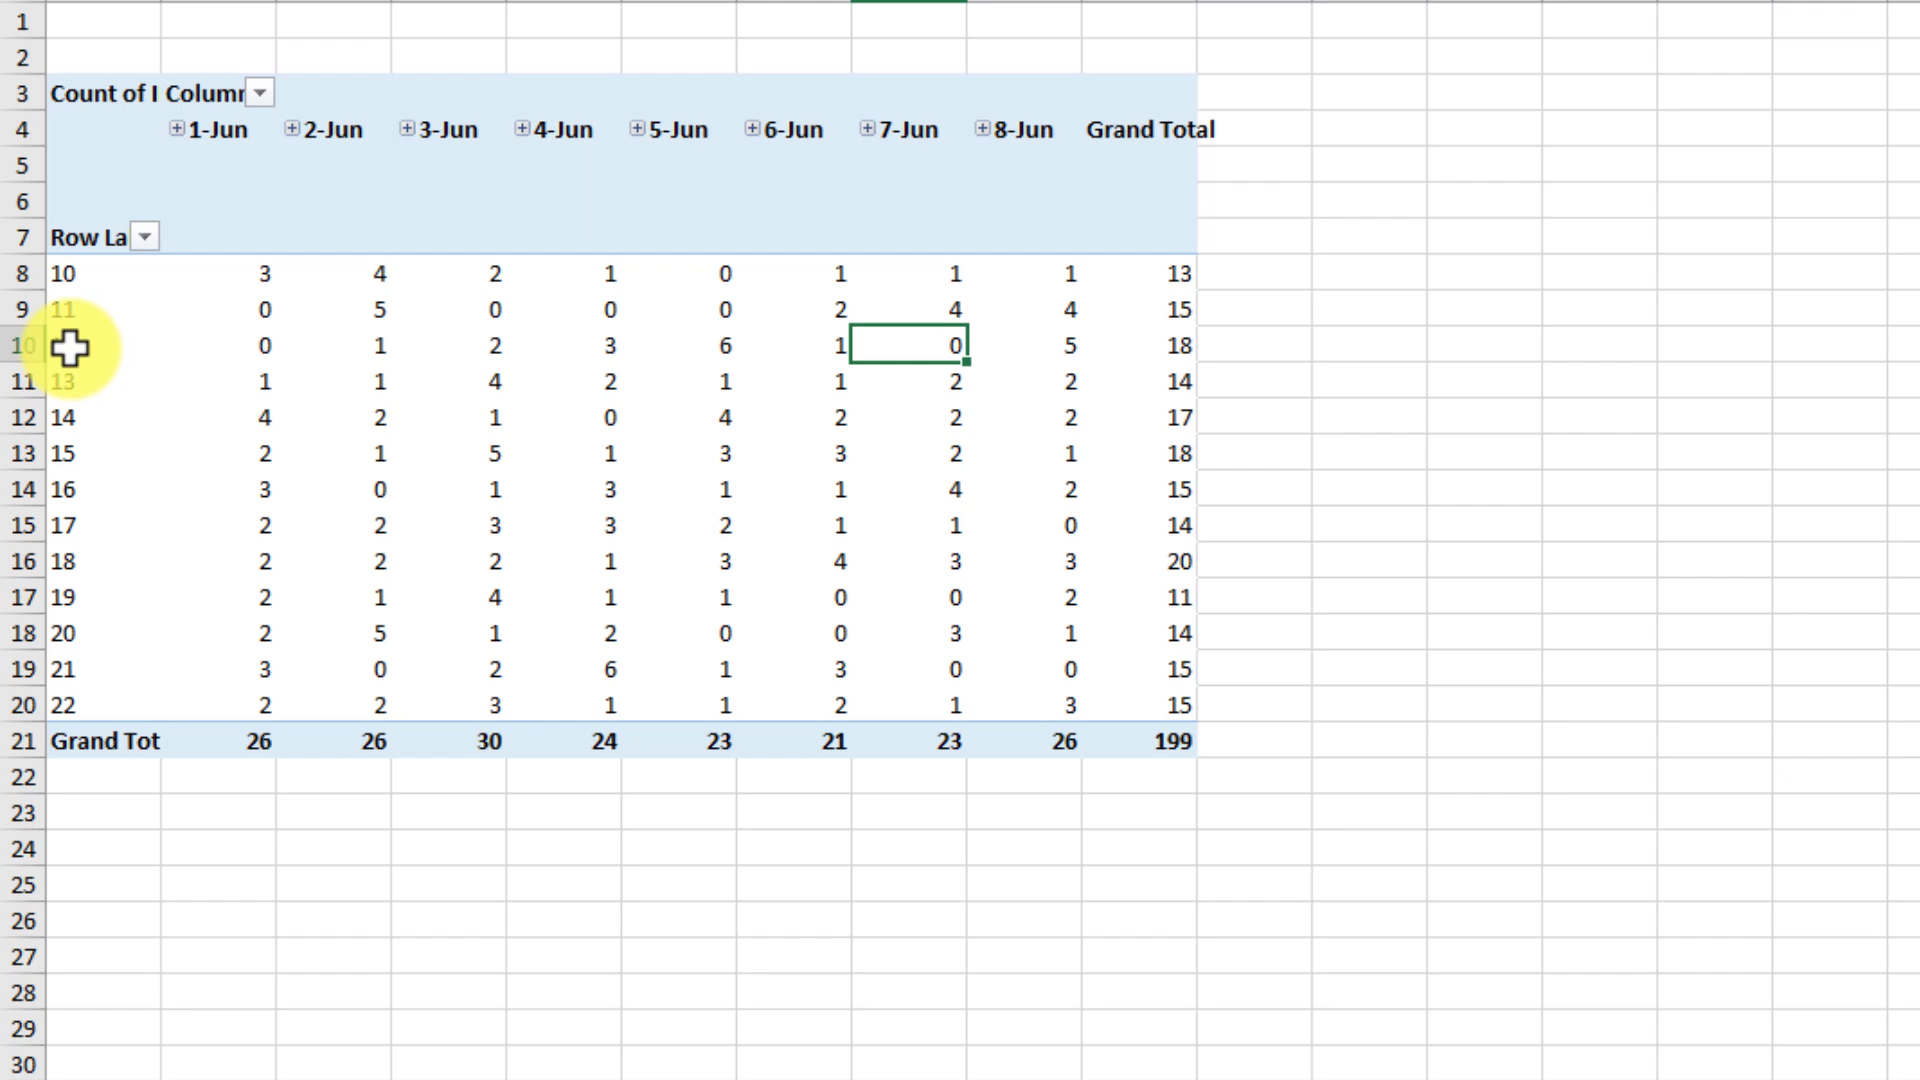 1
2
3 Count of I Column
4 1-Jun 2-Jun 3-Jun 4-Jun 5-Jun 6-Jun 7-Jun 8-Jun Grand Total
5
6
7 Row La
8 10 3 4 2 1 0 1 1 1 13
9 11 0 5 0 0 0 2 4 4 15
10 0 1 2 3 6 1 0 5 18
11 13 1 1 4 2 1 1 2 2 14
12 14 4 2 1 0 4 2 2 2 17
13 15 2 1 5 1 3 3 2 1 18
14 16 3 0 1 3 1 1 4 2 15
15 17 2 2 3 3 2 1 1 0 14
16 18 2 2 2 1 3 4 3 3 20
17 19 2 1 4 1 1 0 0 2 11
18 20 2 5 1 2 0 0 3 1 14
19 21 3 0 2 6 1 3 0 0 15
20 22 2 2 3 1 1 2 1 3 15
21 Grand Tot 26 26 30 24 23 21 23 26 199
22
23
24
25
26
27
28
29
30